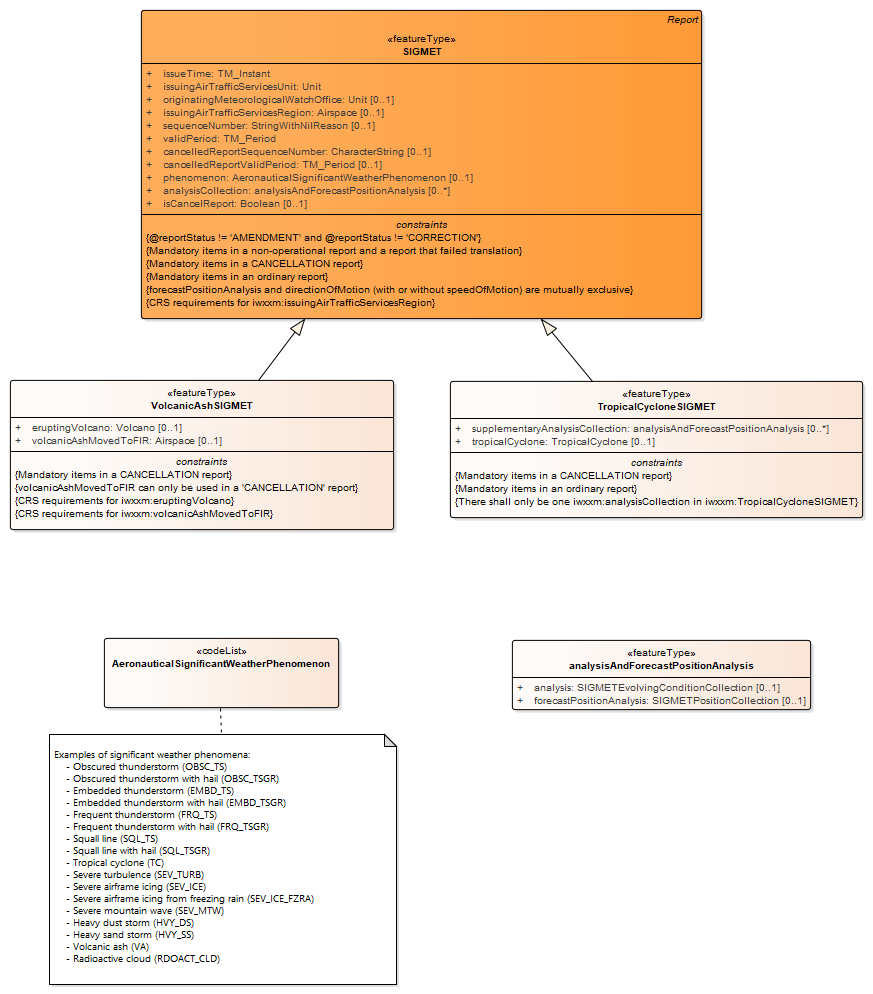 Report
«featureType»
SIGMET
+ issueTime: TM_Instant
+ issuingAirTrafficServicesUnit: Unit
+ originatingMeteorologicalWatchOffice: Unit [0..1]
+ issuingAirTrafficServicesRegion: Airspace [0..1]
+ sequenceNumber: StringWithNilReason [0..1]
+ validPeriod: TM_Period
+ cancelledReportSequenceNumber: CharacterString [0..1]
+ cancelledReportValidPeriod: TM_Period [0..1]
+ phenomenon: AeronauticalSignificantWeatherPhenomenon [0..1]
+ analysisCollection: analysisAndForecastPositionAnalysis [0..*]
+ isCancelReport: Boolean [0..1]
constraints
{@reportStatus != 'AMENDMENT' and @reportStatus != 'CORRECTION'}
{Mandatory items in a non-operational report and a report that failed translation}
{Mandatory items in a CANCELLATION report}
{Mandatory items in an ordinary report}
{forecastPositionAnalysis and directionOfMotion (with or without speedOfMotion) are mutually exclusive}
{CRS requirements for iwxxm:issuingAirTrafficServicesRegion}
«featureType»
VolcanicAshSIGMET
+ eruptingVolcano: Volcano [0..1]
+ volcanicAshMovedToFIR: Airspace [0..1]
constraints
{Mandatory items in a CANCELLATION report}
{volcanicAshMovedToFIR can only be used in a 'CANCELLATION' report}
{CRS requirements for iwxxm:eruptingVolcano}
{CRS requirements for iwxxm:volcanicAshMovedToFIR}
«featureType»
TropicalCycloneSIGMET
+ supplementaryAnalysisCollection: analysisAndForecastPositionAnalysis [0..*]
+ tropicalCyclone: TropicalCyclone [0..1]
constraints
{Mandatory items in a CANCELLATION report}
{Mandatory items in an ordinary report}
{There shall only be one iwxxm:analysisCollection in iwxxm:TropicalCycloneSIGMET}
«codeList»
AeronauticalSignificantWeatherPhenomenon
«featureType»
analysisAndForecastPositionAnalysis
+ analysis: SIGMETEvolvingConditionCollection [0..1]
+ forecastPositionAnalysis: SIGMETPositionCollection [0..1]
Examples of significant weather phenomena:
- Obscured thunderstorm (OBSC_TS)
- Obscured thunderstorm with hail (OBSC_TSGR)
- Embedded thunderstorm (EMBD_TS)
- Embedded thunderstorm with hail (EMBD_TSGR)
- Frequent thunderstorm (FRQ_TS)
- Frequent thunderstorm with hail (FRQ_TSGR)
- Squall line (SQL_TS)
- Squall line with hail (SQL_TSGR)
- Tropical cyclone (TC)
- Severe turbulence (SEV_TURB)
- Severe airframe icing (SEV_ICE)
- Severe airframe icing from freezing rain (SEV_ICE_FZRA)
- Severe mountain wave (SEV_MTW)
- Heavy dust storm (HVY_DS)
- Heavy sand storm (HVY_SS)
- Volcanic ash (VA)
- Radioactive cloud (RDOACT_CLD)